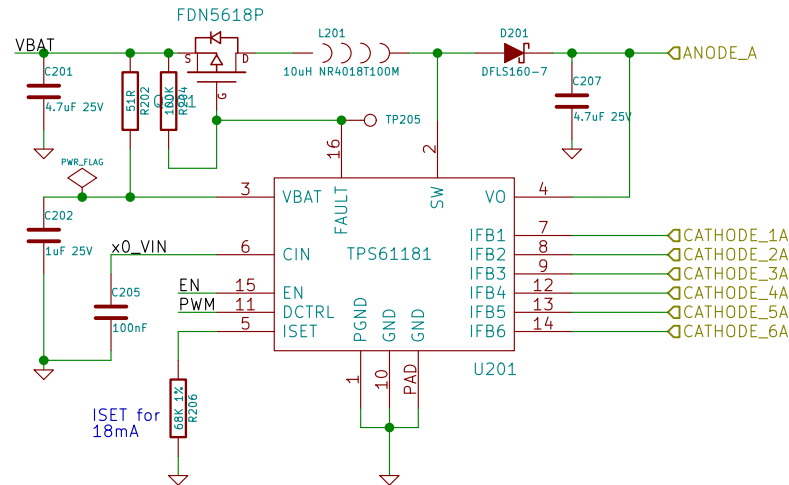 FDN5618P
VBAT
S
D
G
L201
10uH NR4018T100M
D201
DFLS160-7
ANODE_A
C201
4.7uF 25V
51R
R202
100K
C207
4.7uF 25V
TP205
16
2
PWR_FLAG
3
VBAT
FAULT
SW
VO
4
C202
1uF 25V
x0_VIN
6
CIN
TPS61181
IFB1
7
CATHODE_1A
IFB2
8
CATHODE_2A
IFB3
9
CATHODE_3A
EN
15
EN
IFB4
12
CATHODE_4A
PWM
11
DCTRL
IFB5
13
CATHODE_5A
5
ISET
IFB6
14
CATHODE_6A
C205
100nF
PGND
GND
GND
1
10
PAD
U201
68K 1%
R206
ISET for
18mA